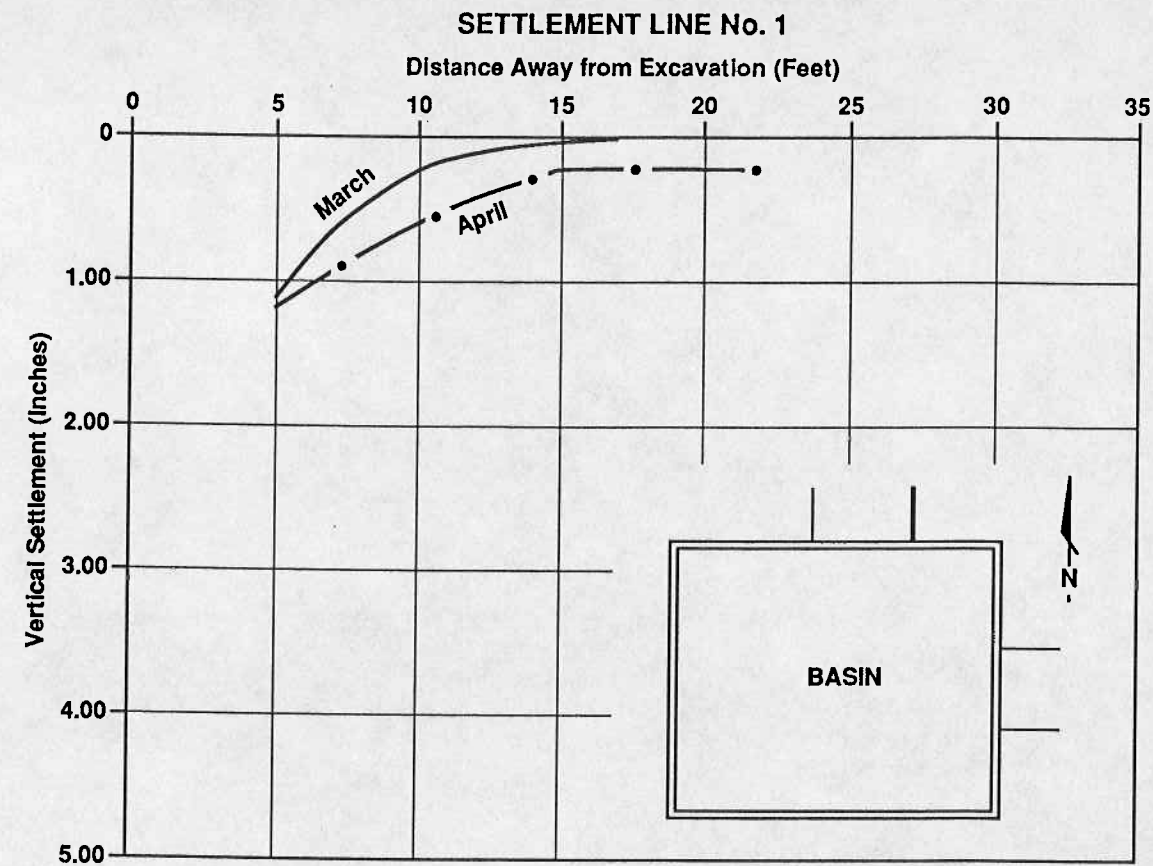 SETTLEMENT LINE No. 1
Distance Away from Excavation (Feet)
0 5 10 15 20 25 30 35
0
March
April
1.00
2.00
Vertical Settlement (Inches)
3.00
N
BASIN
4.00
5.00